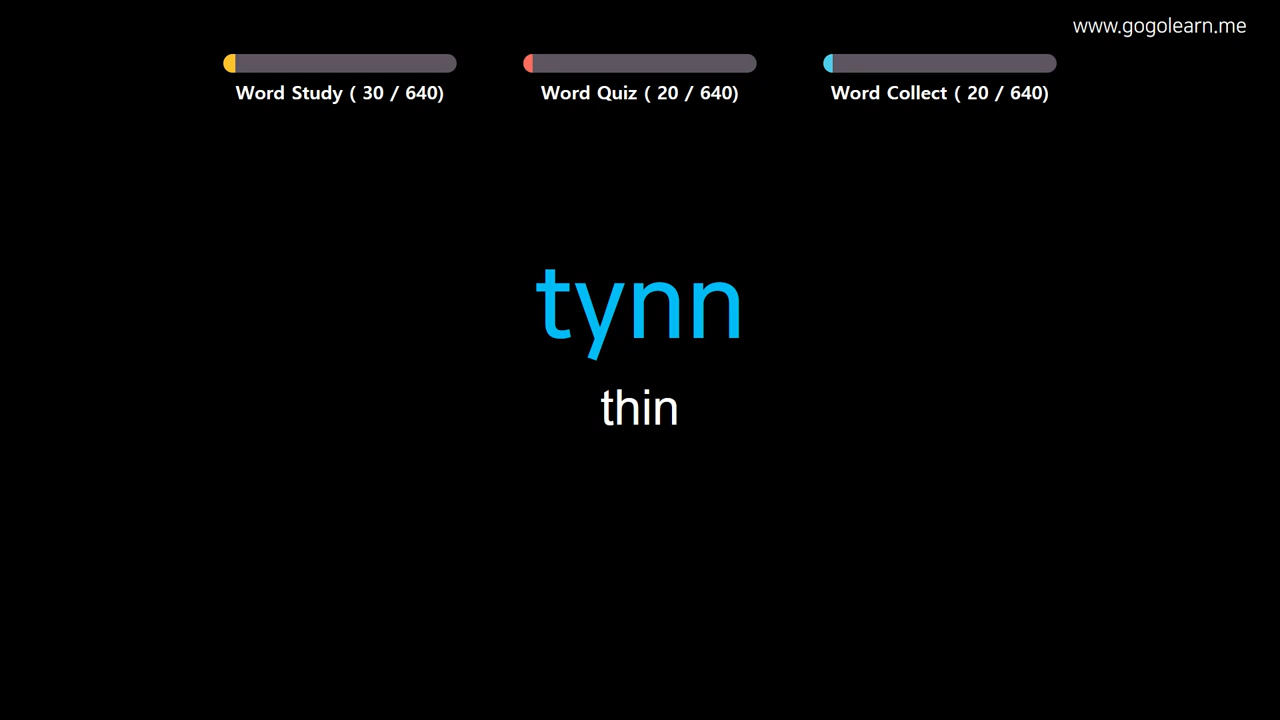 www.gogolearn.me
Word Study ( 30 / 640)
Word Quiz ( 20 / 640)
Word Collect ( 20 / 640)
tynn
thin